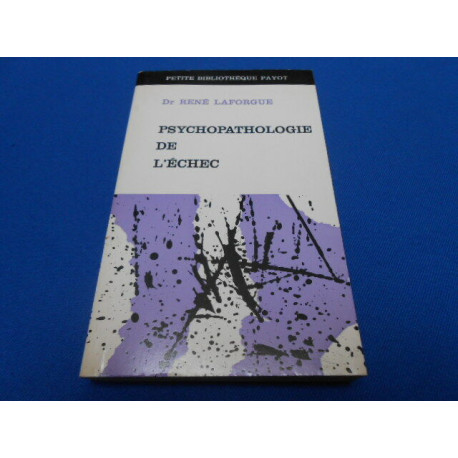 PETITE BIBLIOTHÈQUE PAYOT
Dr RENÉ LAFORGUE
PSYCHOPATHOLOGIE
DE
L'ÉCHEC